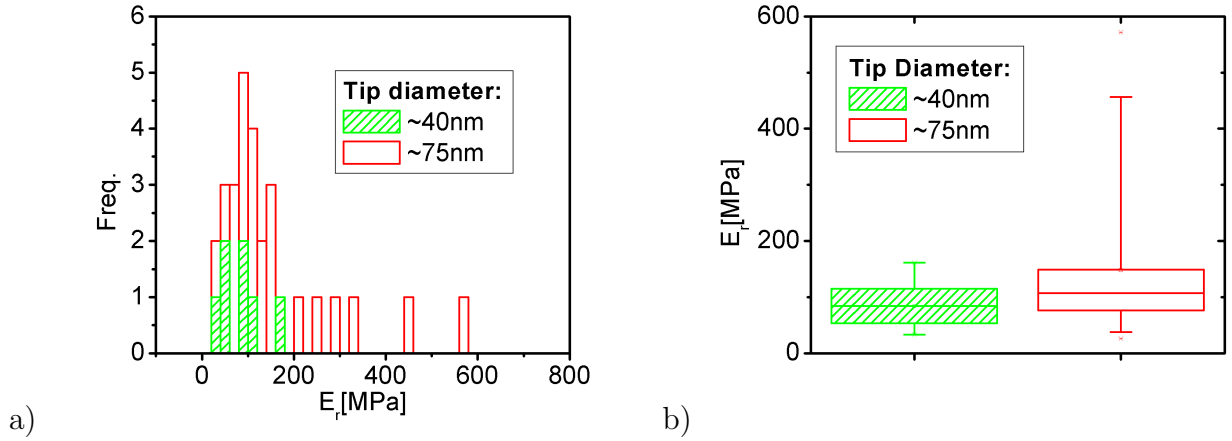 6
5
4
3
2
1
0
Freq.
Tip diameter:
~40nm
~75nm
0 200 400 600 800
E_r[MPa]
a)
600
400
200
0
E_r[MPa]
Tip Diameter:
~40nm
~75nm
b)